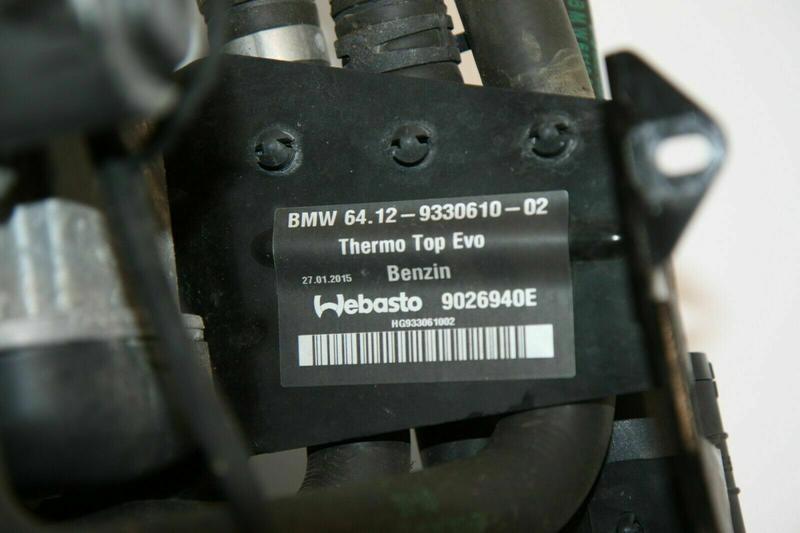 BMW 64.12-9330610-02
Thermo Top Evo
27.01.2015 Benzin
Webasto 9026940E
HG933061002